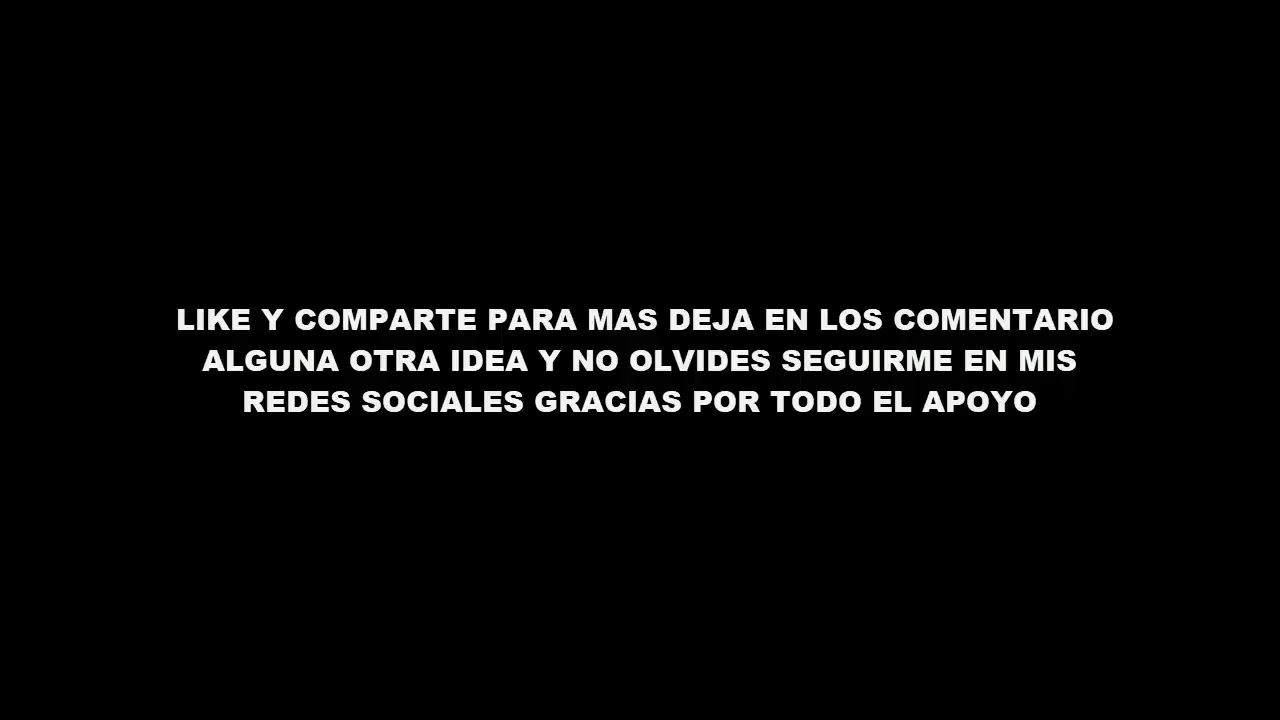 LIKE Y COMPARTE PARA MAS DEJA EN LOS COMENTARIO
ALGUNA OTRA IDEA Y NO OLVIDES SEGUIRME EN MIS
REDES SOCIALES GRACIAS POR TODO EL APOYO